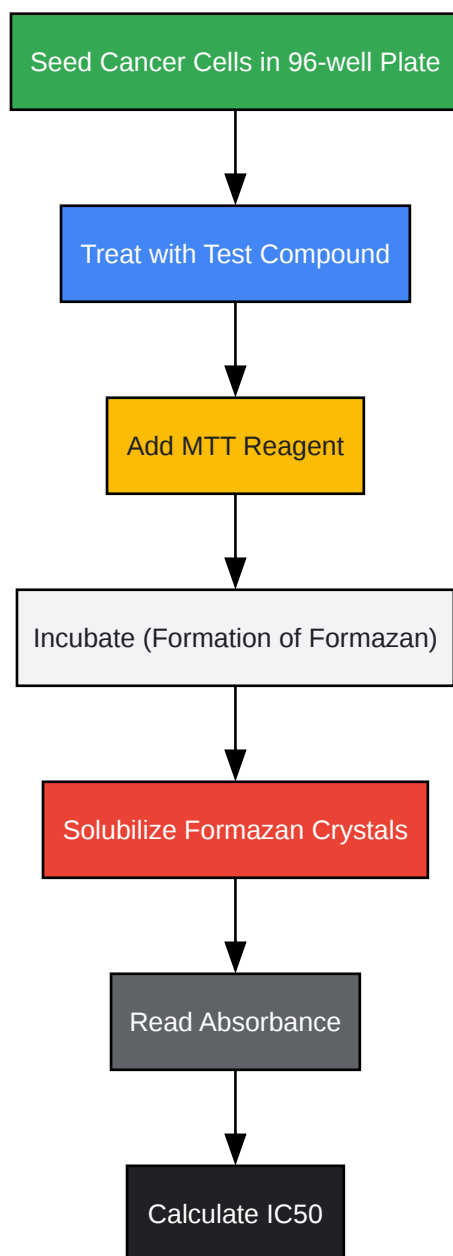 Seed Cancer Cells in 96-well Plate
Treat with Test Compound
Add MTT Reagent
Incubate (Formation of Formazan)
Solubilize Formazan Crystals
Read Absorbance
Calculate IC50